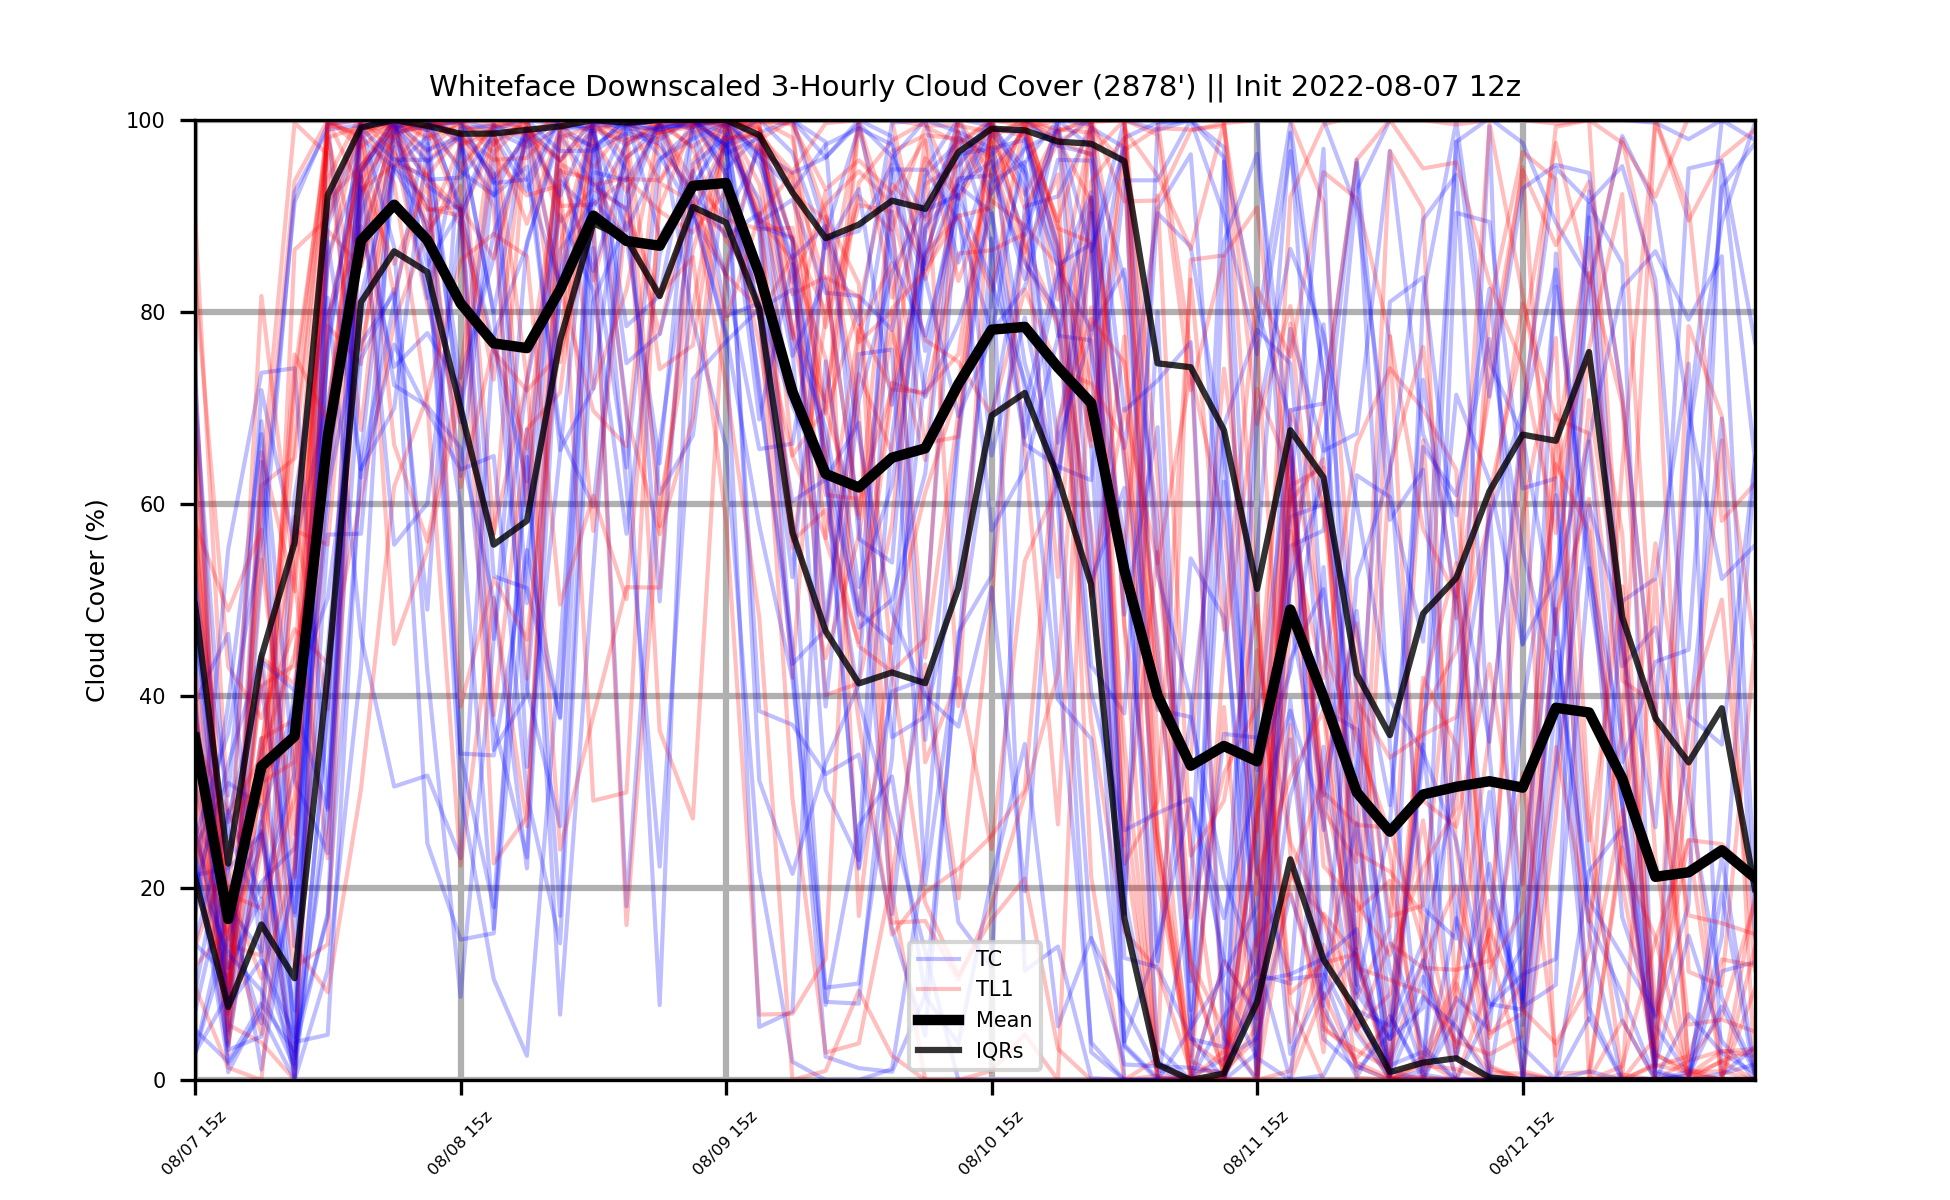 Whiteface Downscaled 3-Hourly Cloud Cover (2878') || Init 2022-08-07 12z
Cloud Cover (%)
100
80
60
40
20
0
TC
TL1
Mean
IQRs
08/07 15z
08/08 15z
08/09 15z
08/10 15z
08/11 15z
08/12 15z